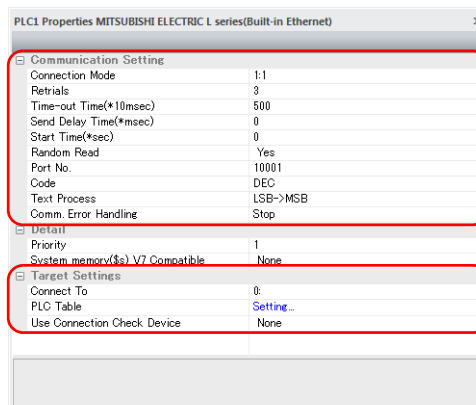 PLC1 Properties MITSUBISHI ELECTRIC L series(Built-in Ethernet)
Communication Setting
Connection Mode 1:1
Retrials 3
Time-out Time(*10msec) 500
Send Delay Time(*msec) 0
Start Time(*sec) 0
Random Read Yes
Port No. 10001
Code DEC
Text Process LSB->MSB
Comm. Error Handling Stop
Detail
Priority 1
System memory($s) V7 Compatible None
Target Settings
Connect To 0:
PLC Table Setting...
Use Connection Check Device None